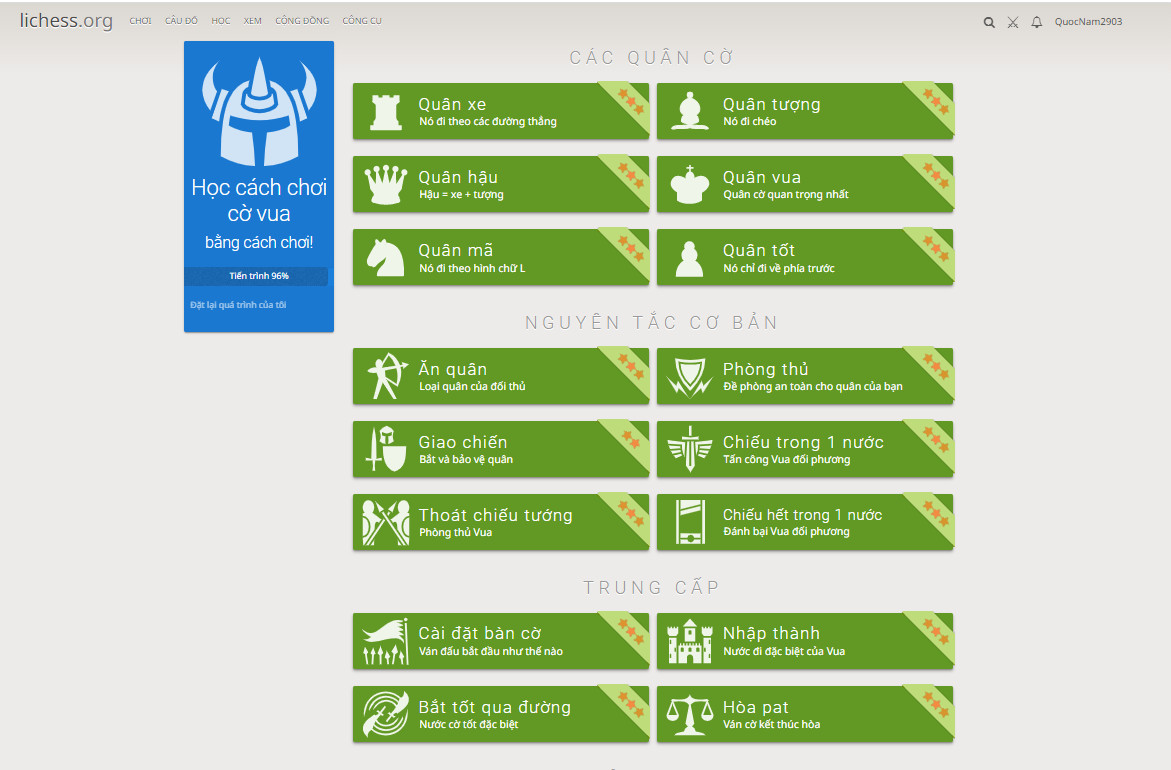 lichess.org
CHƠI CÂU ĐỐ HỌC XEM CỘNG ĐỒNG CÔNG CỤ
QuocNam2903
Học cách chơi
cờ vua
bằng cách chơi!
Tiến trình 96%
Đặt lại quá trình của tôi
CÁC QUÂN CỜ
Quân xe
Nó đi theo các đường thẳng
Quân tượng
Nó đi chéo
Quân hậu
Hậu = xe + tượng
Quân vua
Quân cờ quan trọng nhất
Quân mã
Nó đi theo hình chữ L
Quân tốt
Nó chỉ đi về phía trước
NGUYÊN TẮC CƠ BẢN
Ăn quân
Loại quân của đối thủ
Phòng thủ
Đề phòng an toàn cho quân của bạn
Giao chiến
Bắt và bảo vệ quân
Chiếu trong 1 nước
Tấn công Vua đối phương
Thoát chiếu tướng
Phòng thủ Vua
Chiếu hết trong 1 nước
Đánh bại Vua đối phương
TRUNG CẤP
Cài đặt bàn cờ
Ván đấu bắt đầu như thế nào
Nhập thành
Nước đi đặc biệt của Vua
Bắt tốt qua đường
Nước cờ tốt đặc biệt
Hòa pat
Ván cờ kết thúc hòa